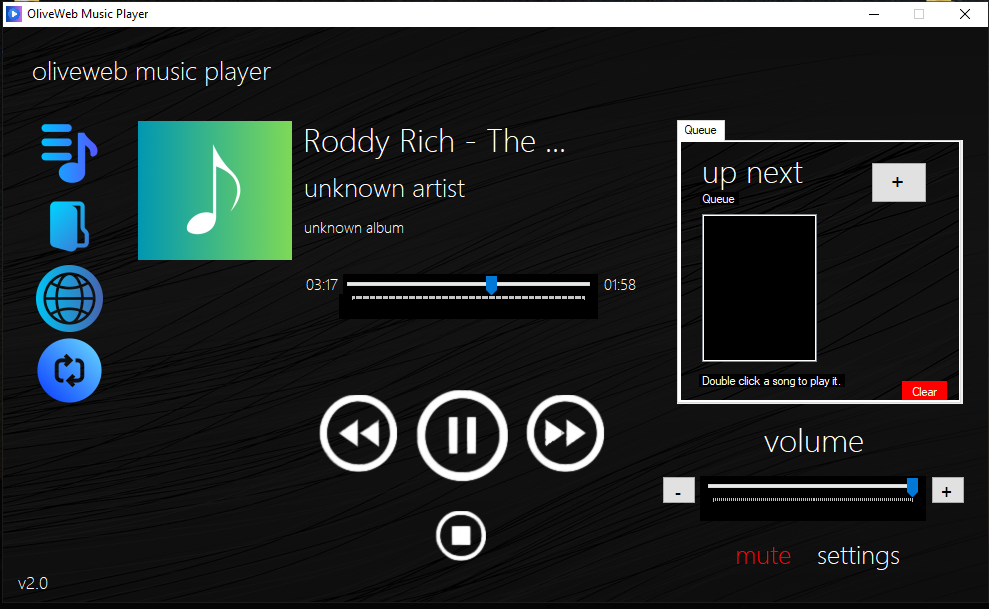 OliveWeb Music Player
oliveweb music player
Roddy Rich - The ...
unknown artist
unknown album
03:17
01:58
Queue
up next
+
Queue
Double click a song to play it.
Clear
volume
-
+
mute
settings
v2.0